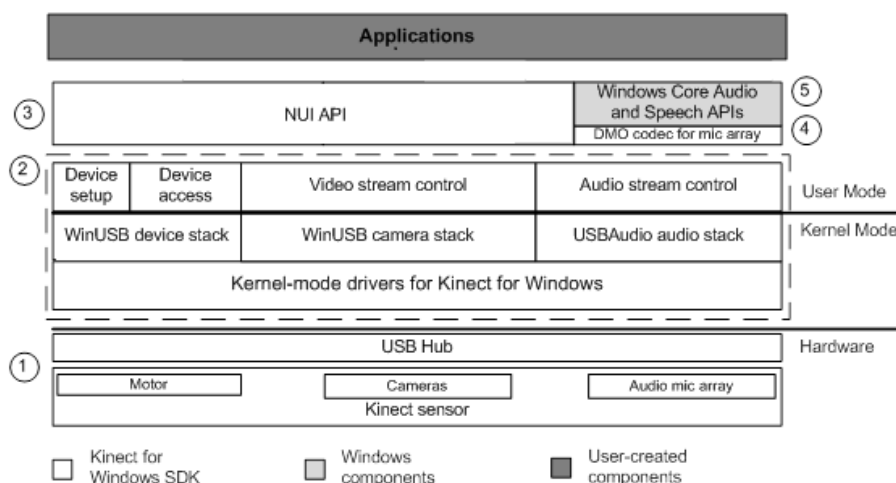 Applications
3
NUI API
Windows Core Audio
and Speech APIs
5
DMO codec for mic array
4
2
Device
setup
Device
access
Video stream control
Audio stream control
User Mode
WinUSB device stack
WinUSB camera stack
USBAudio audio stack
Kernel Mode
Kernel-mode drivers for Kinect for Windows
USB Hub
Hardware
1
Motor
Cameras
Audio mic array
Kinect sensor
Kinect for
Windows SDK
Windows
components
User-created
components